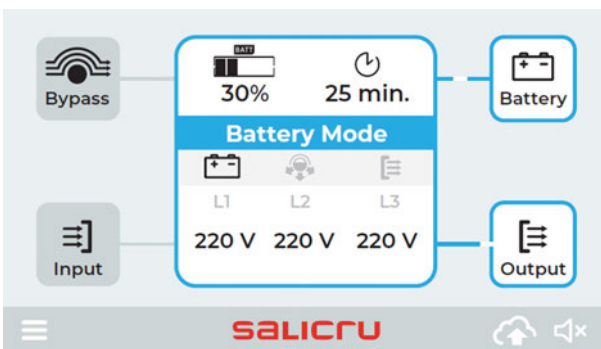 Bypass
BATT
30%
25 min.
Battery
Battery Mode
L1 L2 L3
220 V 220 V 220 V
Input
Output
salicru